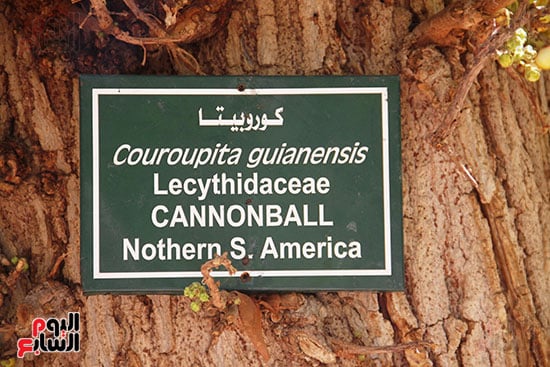 كوروبيتا
Couroupita guianensis
Lecythidaceae
CANNONBALL
Nothern S. America
اليوم
السابع